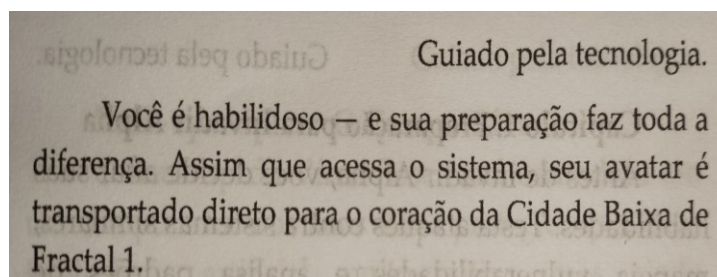 Guiado pela tecnologia.
Você é habilidoso — e sua preparação faz toda a
diferença. Assim que acessa o sistema, seu avatar é
transportado direto para o coração da Cidade Baixa de
Fractal 1.